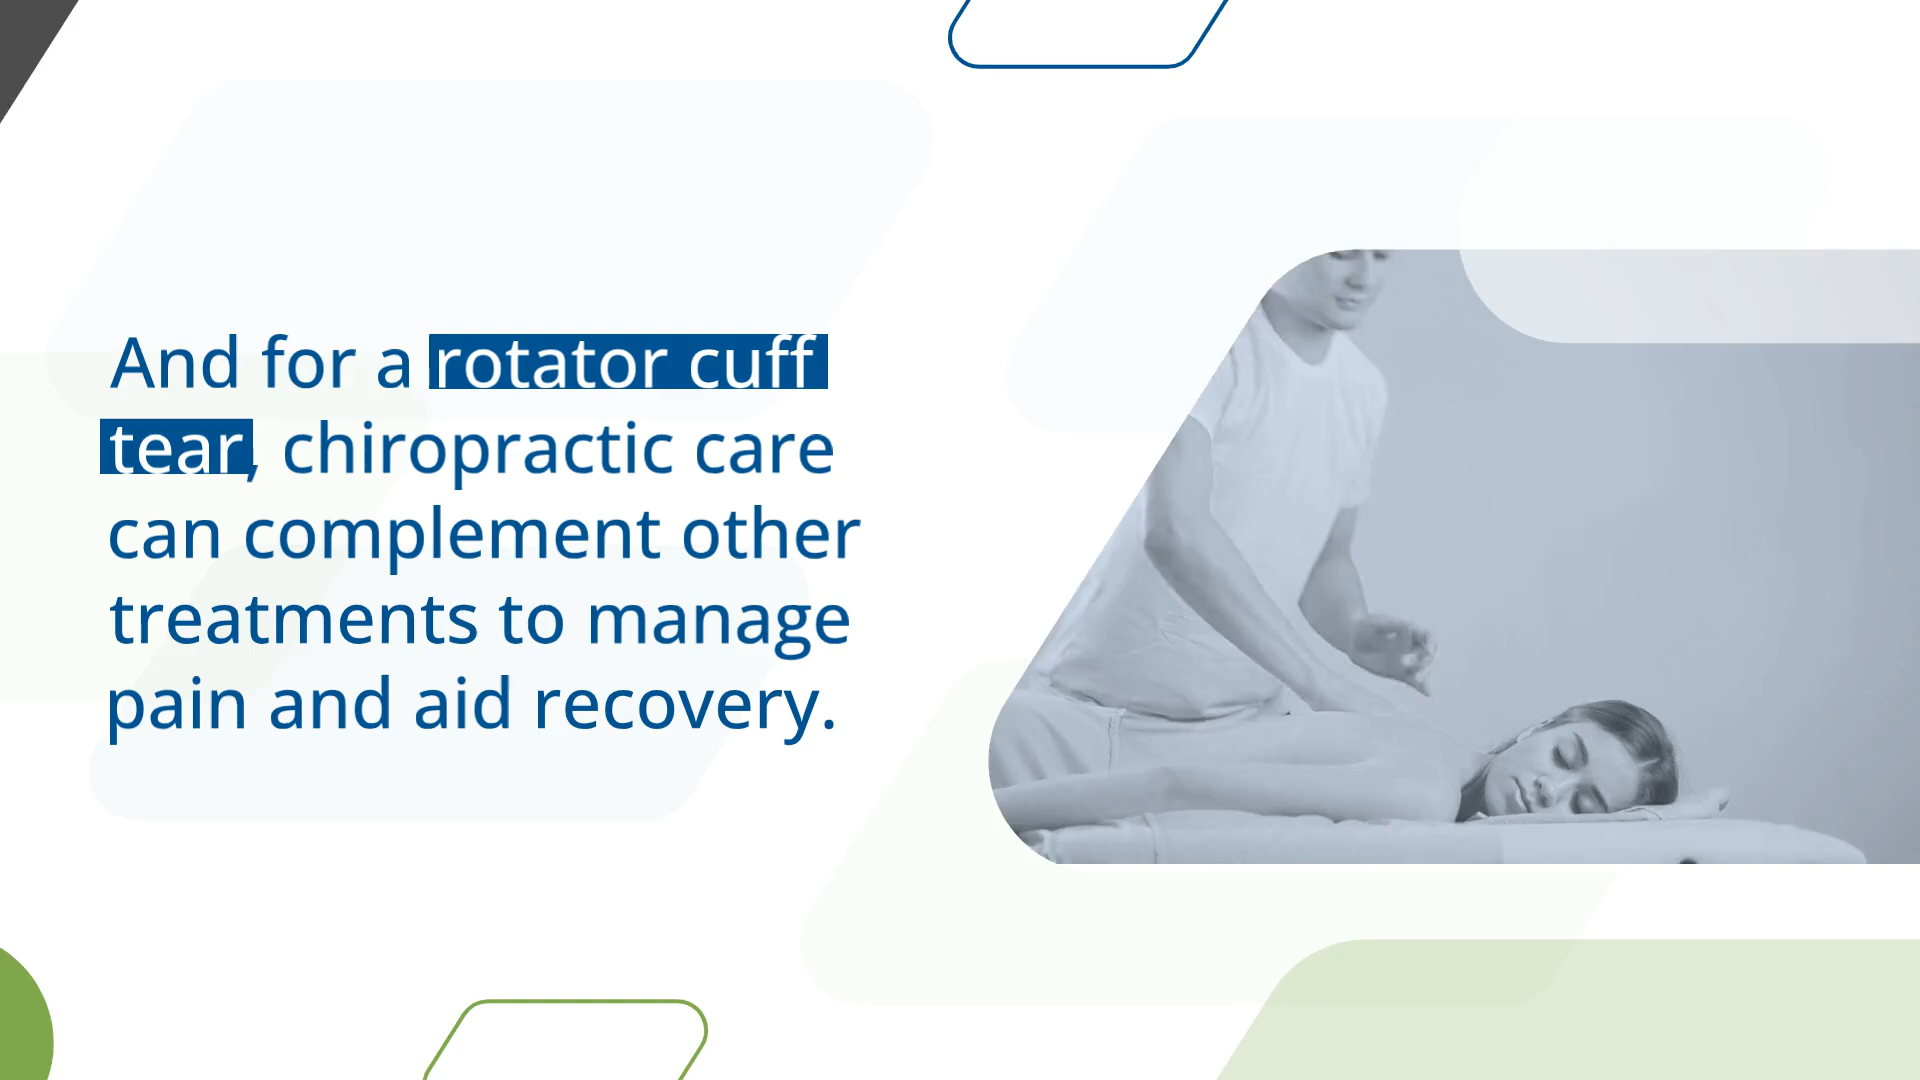 And for a rotator cuff
tear, chiropractic care
can complement other
treatments to manage
pain and aid recovery.